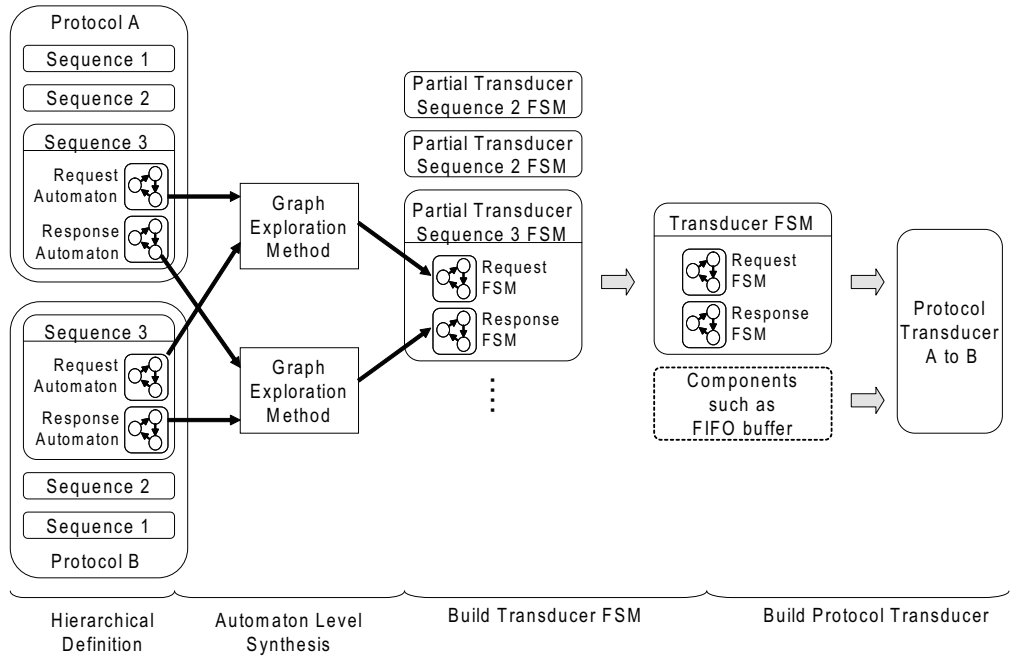 Protocol A
Sequence 1
Sequence 2
Sequence 3
Request
Automaton
Response
Automaton
Sequence 3
Request
Automaton
Response
Automaton
Sequence 2
Sequence 1
Protocol B
Graph
Exploration
Method
Graph
Exploration
Method
Partial Transducer
Sequence 2 FSM
Partial Transducer
Sequence 2 FSM
Partial Transducer
Sequence 3 FSM
Request
FSM
Response
FSM
Transducer FSM
Request
FSM
Response
FSM
Components
such as
FIFO buffer
Protocol
Transducer
A to B
Hierarchical
Definition
Automaton Level
Synthesis
Build Transducer FSM
Build Protocol Transducer